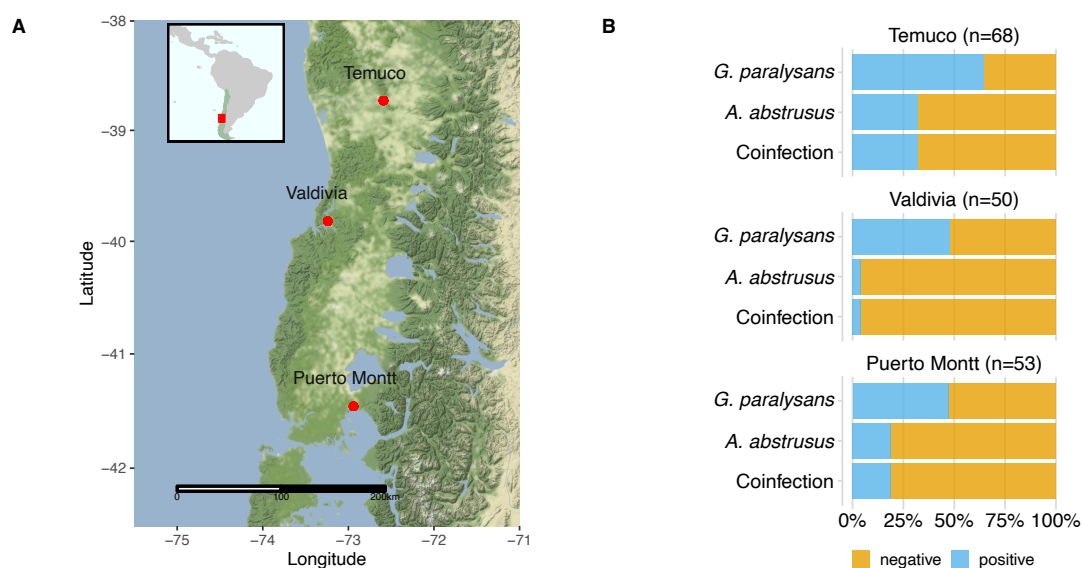 A
−38
−39
−40
−41
−42
Latitude
Temuco
Valdivia
Puerto Montt
0 100 200km
−75 −74 −73 −72 −71
Longitude
B
Temuco (n=68)
G. paralysans
A. abstrusus
Coinfection
Valdivia (n=50)
G. paralysans
A. abstrusus
Coinfection
Puerto Montt (n=53)
G. paralysans
A. abstrusus
Coinfection
0% 25% 50% 75% 100%
negative positive